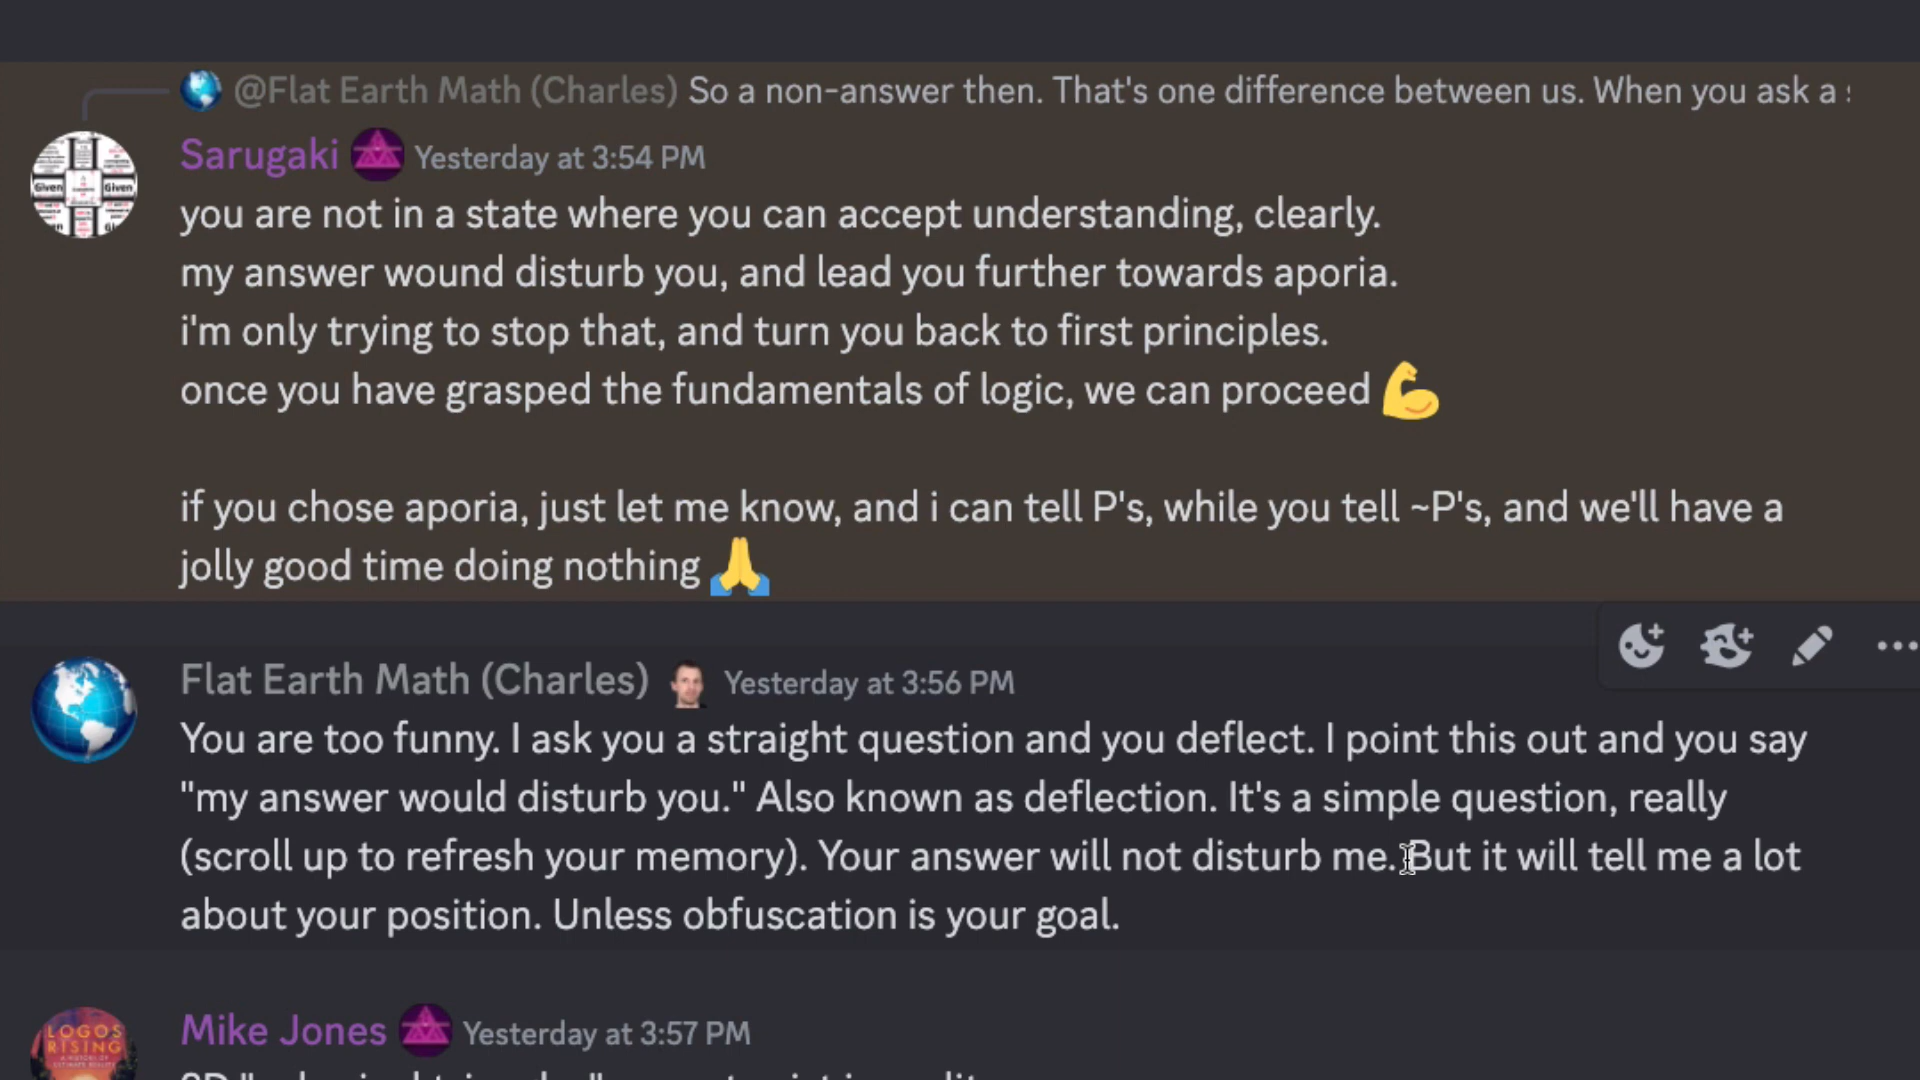 @Flat Earth Math (Charles) So a non-answer then. That's one difference between us. When you ask a
Sarugaki Yesterday at 3:54 PM
Given Given
you are not in a state where you can accept understanding, clearly.
my answer wound disturb you, and lead you further towards aporia.
i'm only trying to stop that, and turn you back to first principles.
once you have grasped the fundamentals of logic, we can proceed 💪
if you chose aporia, just let me know, and i can tell P's, while you tell ~P's, and we'll have a
jolly good time doing nothing 🙏
Flat Earth Math (Charles) Yesterday at 3:56 PM
You are too funny. I ask you a straight question and you deflect. I point this out and you say
"my answer would disturb you." Also known as deflection. It's a simple question, really
(scroll up to refresh your memory). Your answer will not disturb me. But it will tell me a lot
about your position. Unless obfuscation is your goal.
Mike Jones Yesterday at 3:57 PM
LOGOS
RISING